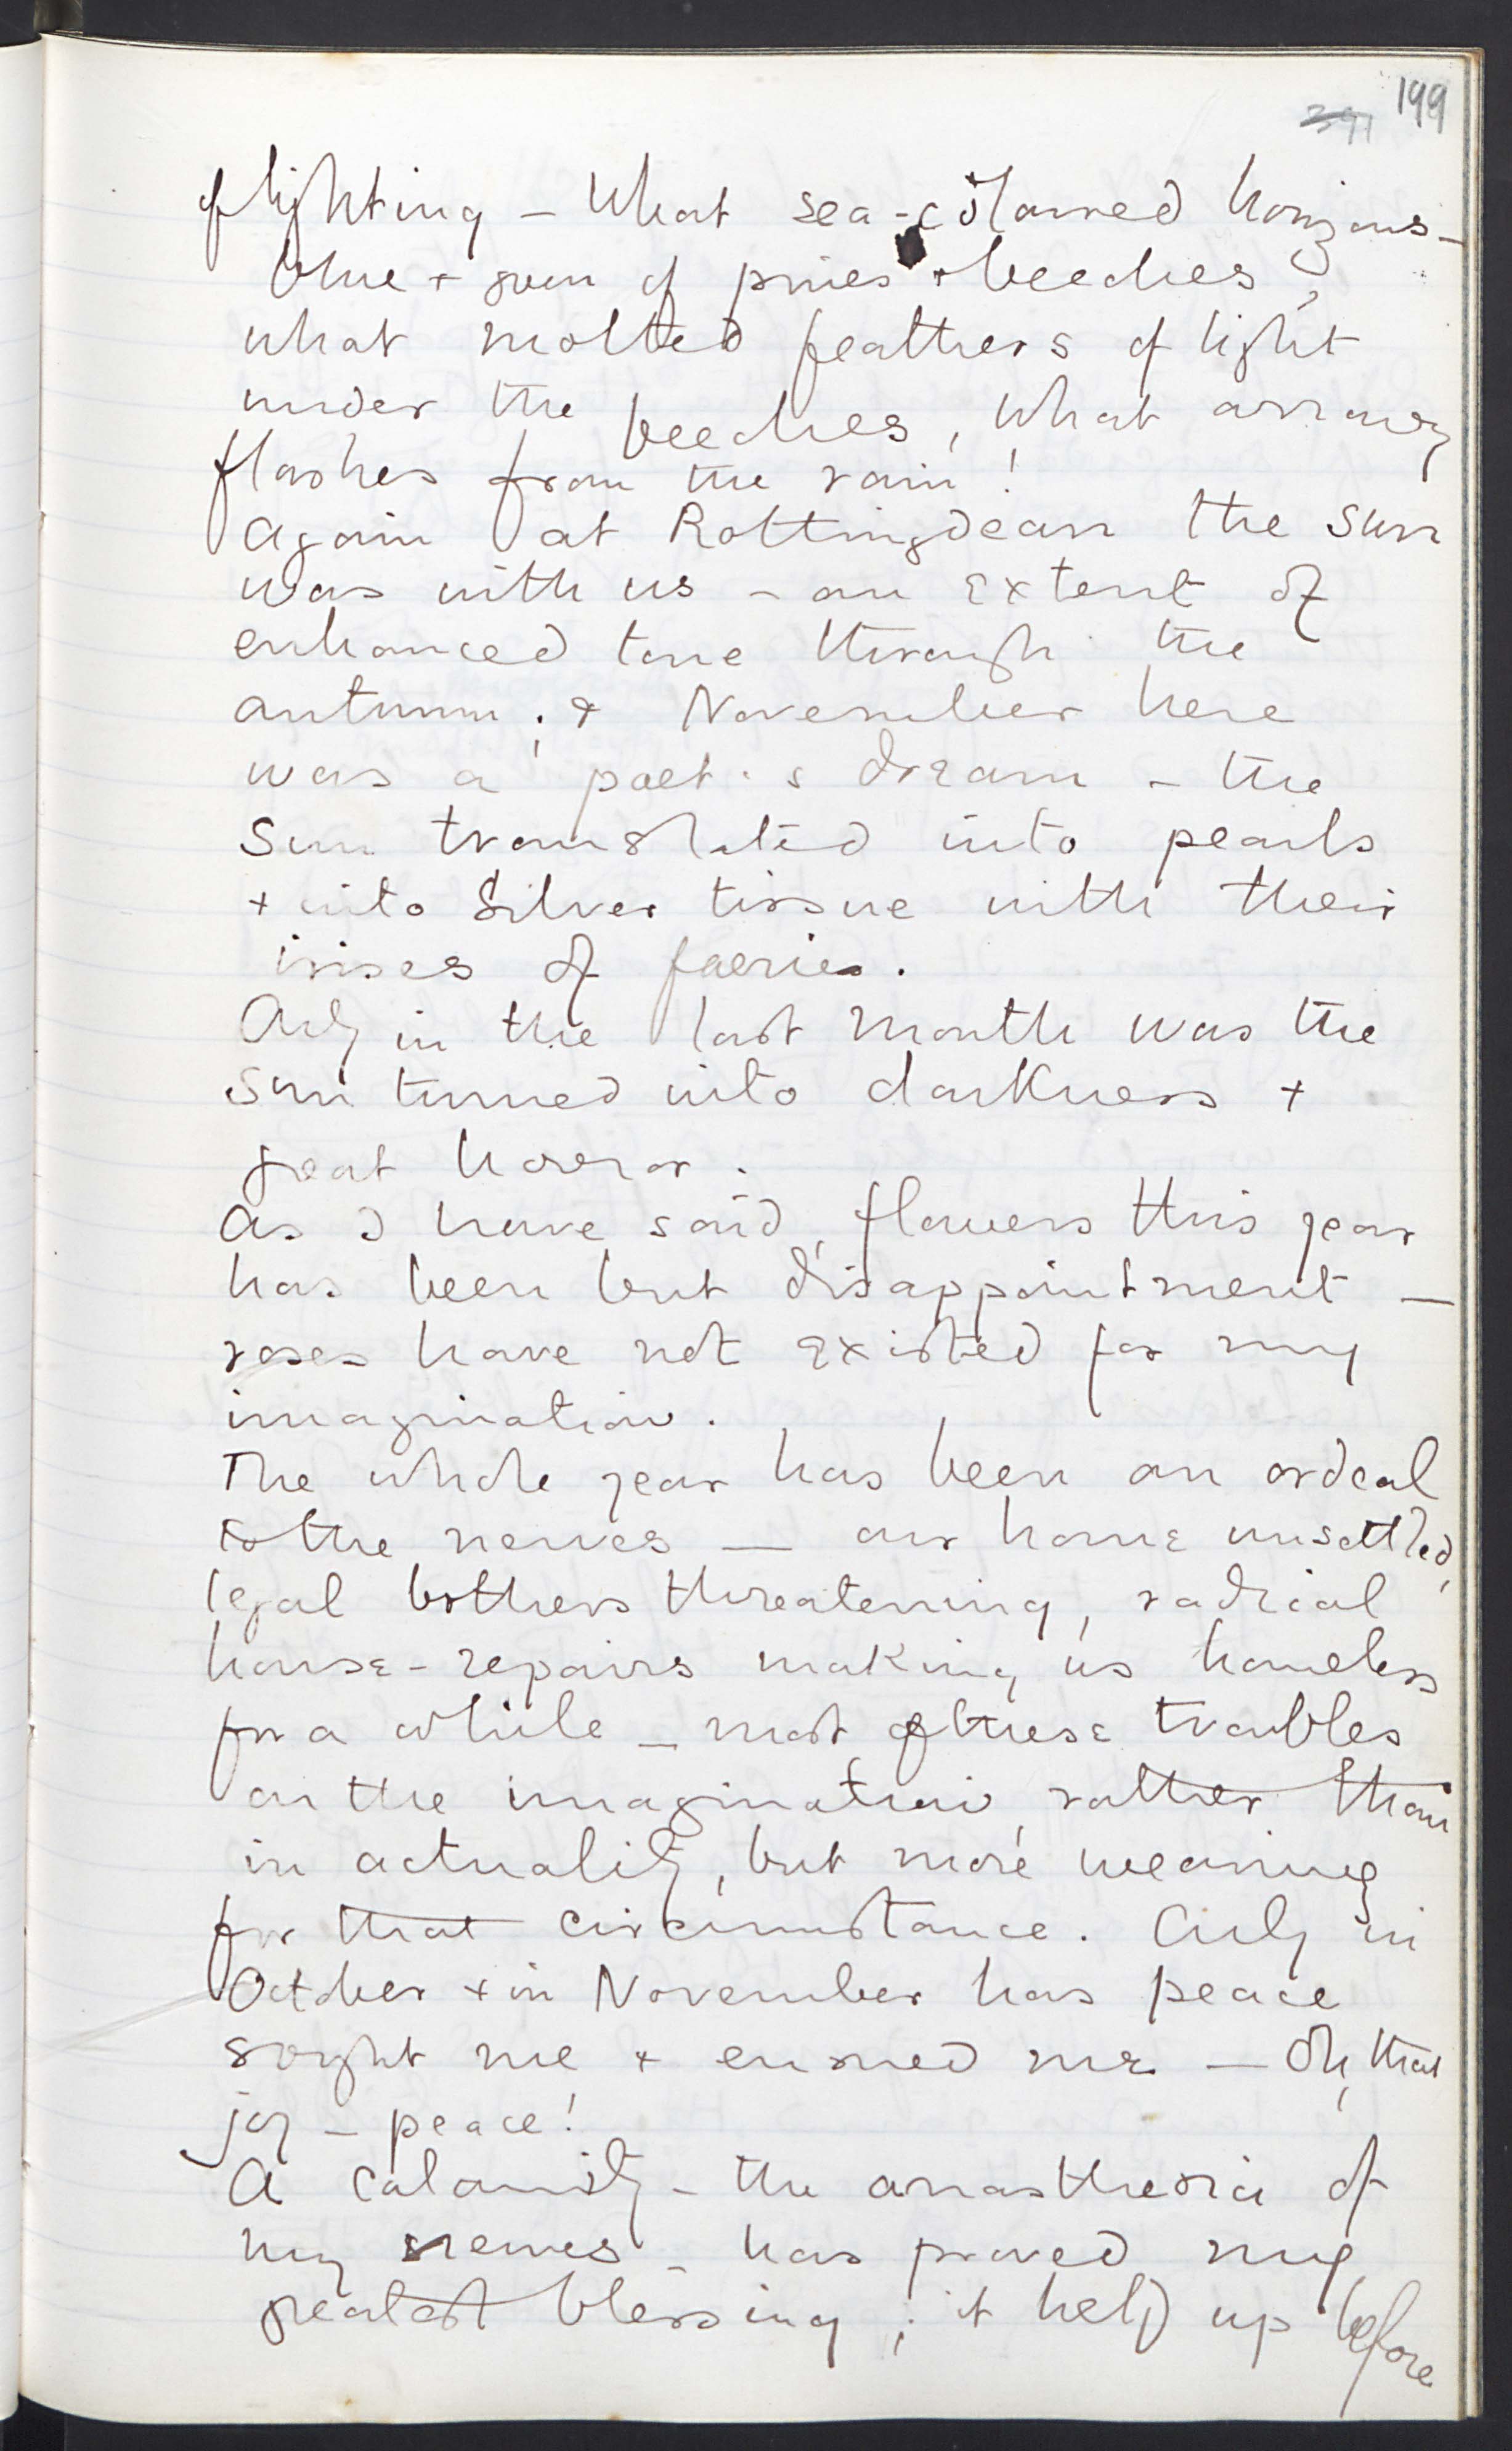 199
391
of lighting – What sea-coloured horizons –
blue + green of pines + beeches,
what molted feathers of light
under the beeches, what arrowy
flashes from the rain!
Again at Rottingdean the sun
was with us – an extent of
enhanced tone through the
autumn; & November here
was a poet's dream – the
Sun translated into pearls
+ into Silver tissue with their
irises of faeries.
Only in the last month was the
sun turned into darkness +
great horror.
As I have said, flowers this year
has been but disappointment –
roses have not existed for my
imagination.
The whole year has been an ordeal
to the nerves — our home unsettled,
legal bothers threatening, radical
house-repairs making us homeless
for a while – most of these troubles
on the imagination, rather than
in actuality, but more wearing
for that circumstance. Only in
October + in November has peace
sought me + ensued me — Oh, that
joy – peace!
A calamity – the anasthesia of
my nerves – has proved my
greatest blessing; it held up before